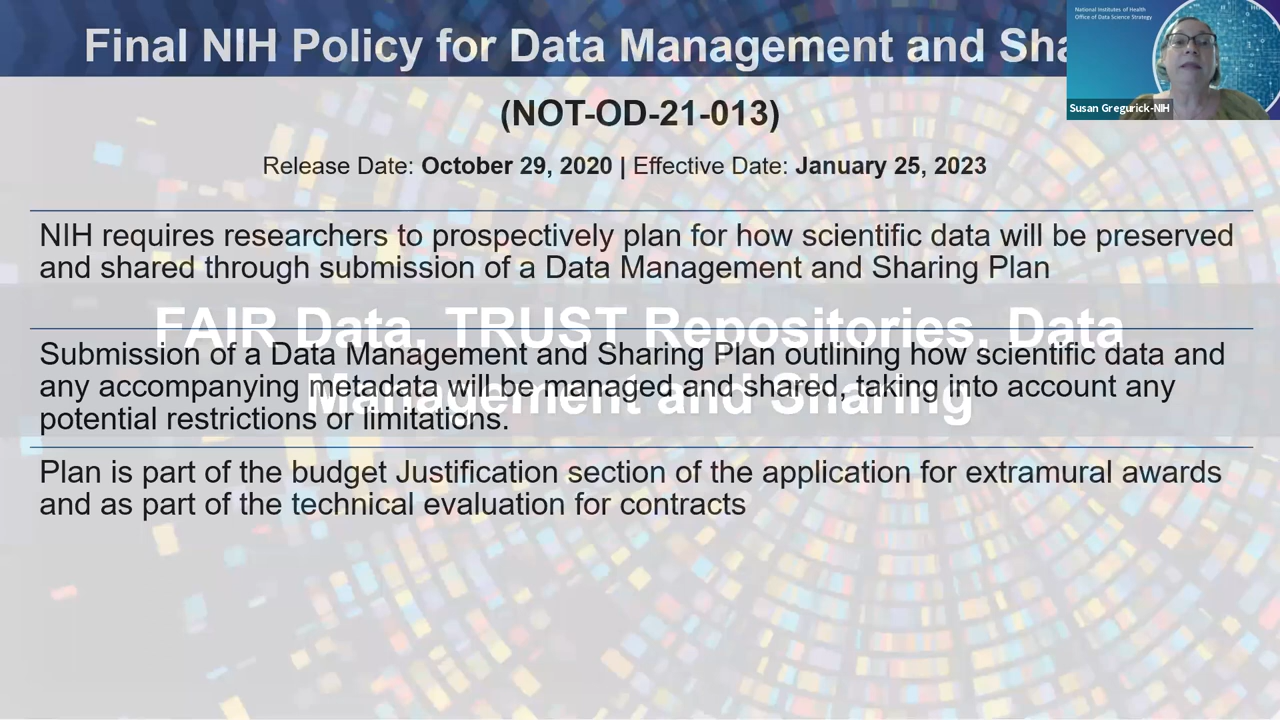 Final NIH Policy for Data Management and Sha
National Institutes of Health
Office of Data Science Strategy
Susan Gregurick-NIH
(NOT-OD-21-013)
Release Date: October 29, 2020 | Effective Date: January 25, 2023
NIH requires researchers to prospectively plan for how scientific data will be preserved
and shared through submission of a Data Management and Sharing Plan
FAIR Data, TRUST Repositories, Data
Management and Sharing
Submission of a Data Management and Sharing Plan outlining how scientific data and
any accompanying metadata will be managed and shared, taking into account any
potential restrictions or limitations.
Plan is part of the budget Justification section of the application for extramural awards
and as part of the technical evaluation for contracts